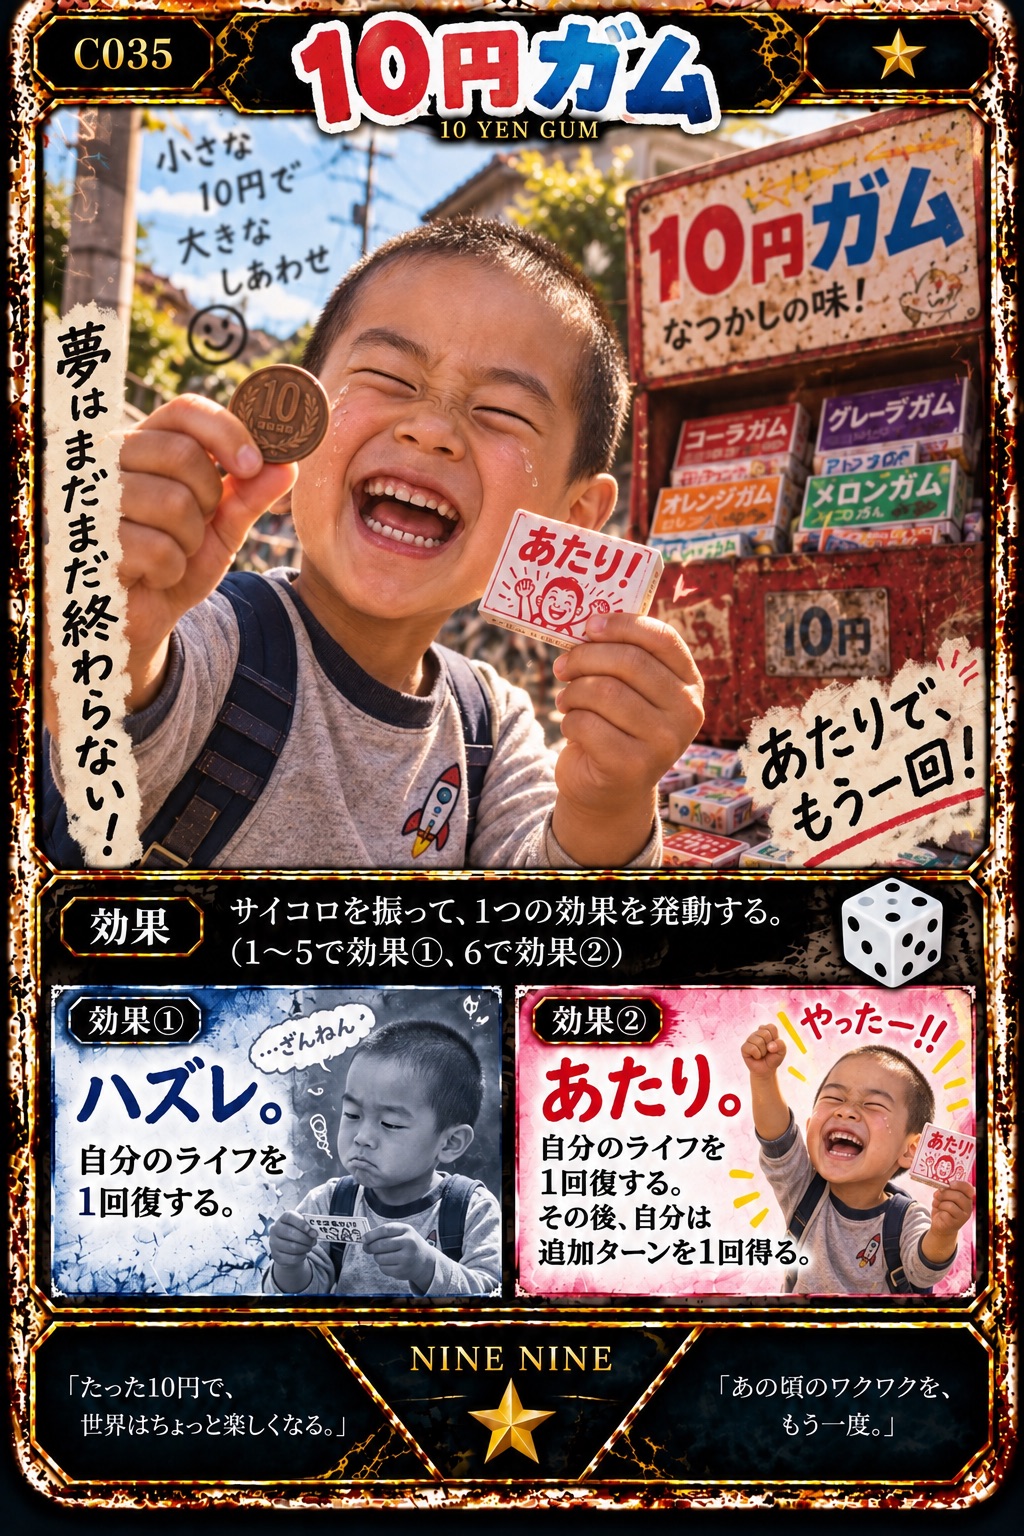 C035
10円ガム
10 YEN GUM
小さな
10円で
大きな
しあわせ
夢はまだまだ終わらない!
10
10円ガム
なつかしの味!
コーラガム
グレープガム
オレンジガム
メロンガム
あたり!
10円
あたりで、
もう一回!
効果
サイコロを振って、1つの効果を発動する。
(1〜5で効果①、6で効果②)
効果①
…ざんねん
ハズレ。
自分のライフを
1回復する。
効果②
やったー!!
あたり。
自分のライフを
1回復する。
その後、自分は
追加ターンを1回得る。
あたり!
「たった10円で、
世界はちょっと楽しくなる。」
NINE NINE
「あの頃のワクワクを、
もう一度。」